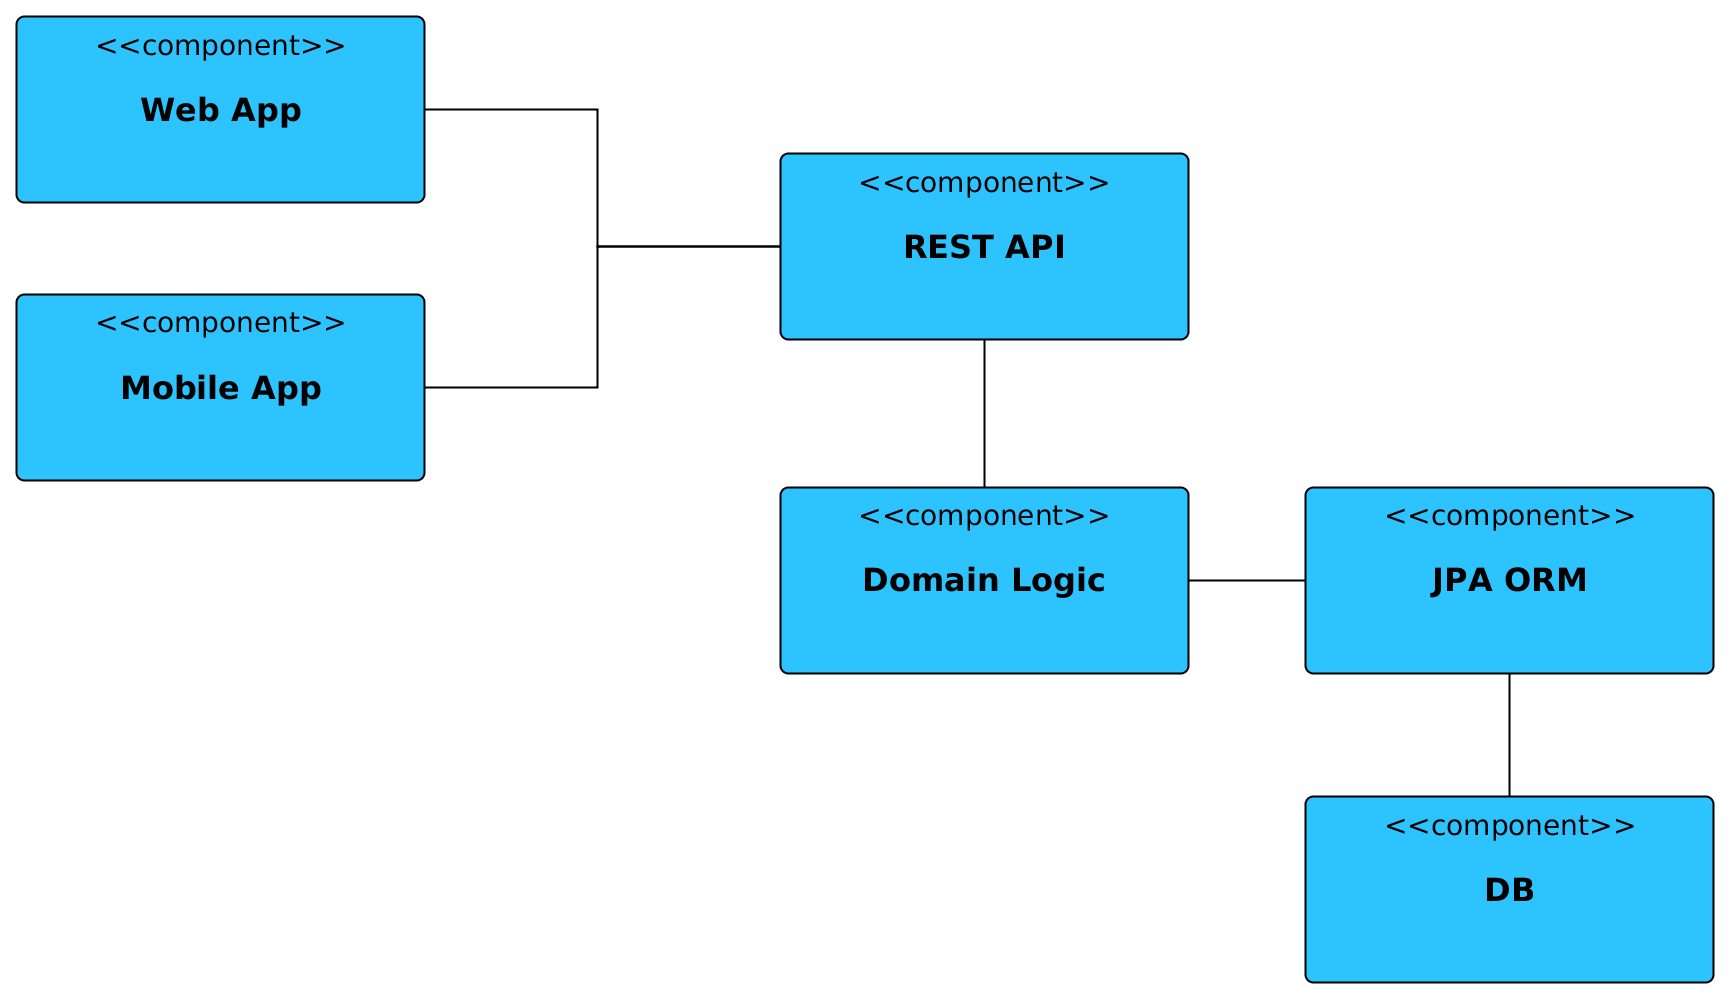 <<component>>
Web App
<<component>>
REST API
<<component>>
Mobile App
<<component>>
Domain Logic
<<component>>
JPA ORM
<<component>>
DB